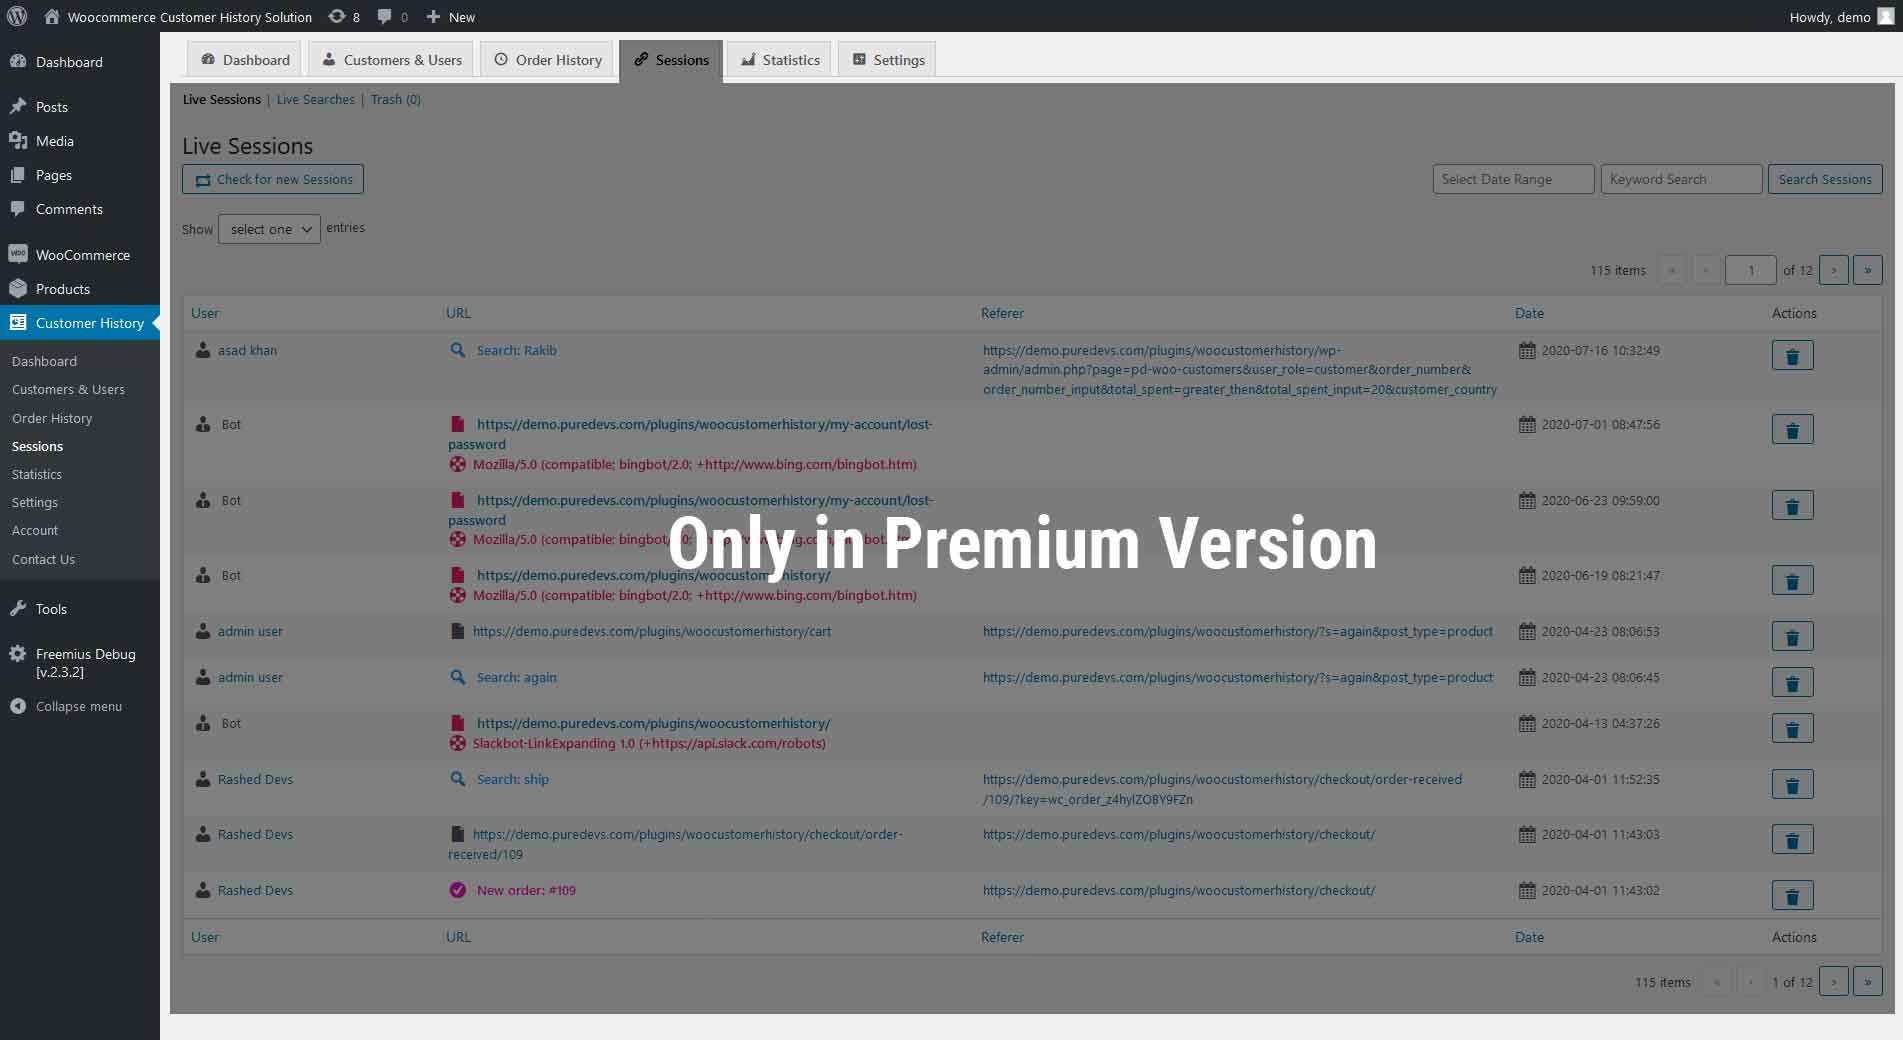 Woocommerce Customer History Solution 8 0 New Howdy, demo
Dashboard
Posts
Media
Pages
Comments
WooCommerce
Products
Customer History
Dashboard
Customers & Users
Order History
Sessions
Statistics
Settings
Account
Contact Us
Tools
Freemius Debug
[v.2.3.2]
Collapse menu
Dashboard Customers & Users Order History Sessions Statistics Settings
Live Sessions | Live Searches | Trash (0)
Live Sessions
Check for new Sessions Select Date Range Keyword Search Search Sessions
Show select one entries
115 items « ‹ 1 of 12 › »
User URL Referer Date Actions
asad khan Search: Rakib https://demo.puredevs.com/plugins/woocustomerhistory/wp- 2020-07-16 10:32:49
admin/admin.php?page=pd-woo-customers&user_role=customer&order_number&
order_number_input&total_spent=greater_then&total_spent_input=20&customer_country
Bot https://demo.puredevs.com/plugins/woocustomerhistory/my-account/lost- 2020-07-01 08:47:56
password
Mozilla/5.0 (compatible; bingbot/2.0; +http://www.bing.com/bingbot.htm)
Bot https://demo.puredevs.com/plugins/woocustomerhistory/my-account/lost- 2020-06-23 09:59:00
password
Mozilla/5.0 (compatible; bingbot/2.0; +http://www.bing.com/bingbot.htm)
Only in Premium Version
Bot https://demo.puredevs.com/plugins/woocustomerhistory/ 2020-06-19 08:21:47
Mozilla/5.0 (compatible; bingbot/2.0; +http://www.bing.com/bingbot.htm)
admin user https://demo.puredevs.com/plugins/woocustomerhistory/cart https://demo.puredevs.com/plugins/woocustomerhistory/?s=again&post_type=product 2020-04-23 08:06:53
admin user Search: again https://demo.puredevs.com/plugins/woocustomerhistory/?s=again&post_type=product 2020-04-23 08:06:45
Bot https://demo.puredevs.com/plugins/woocustomerhistory/ 2020-04-13 04:37:26
Slackbot-LinkExpanding 1.0 (+https://api.slack.com/robots)
Rashed Devs Search: ship https://demo.puredevs.com/plugins/woocustomerhistory/checkout/order-received 2020-04-01 11:52:35
/109/?key=wc_order_z4hylZOBY9FZn
Rashed Devs https://demo.puredevs.com/plugins/woocustomerhistory/checkout/order- https://demo.puredevs.com/plugins/woocustomerhistory/checkout/ 2020-04-01 11:43:03
received/109
Rashed Devs New order: #109 https://demo.puredevs.com/plugins/woocustomerhistory/checkout/ 2020-04-01 11:43:02
User URL Referer Date Actions
115 items « ‹ 1 of 12 › »